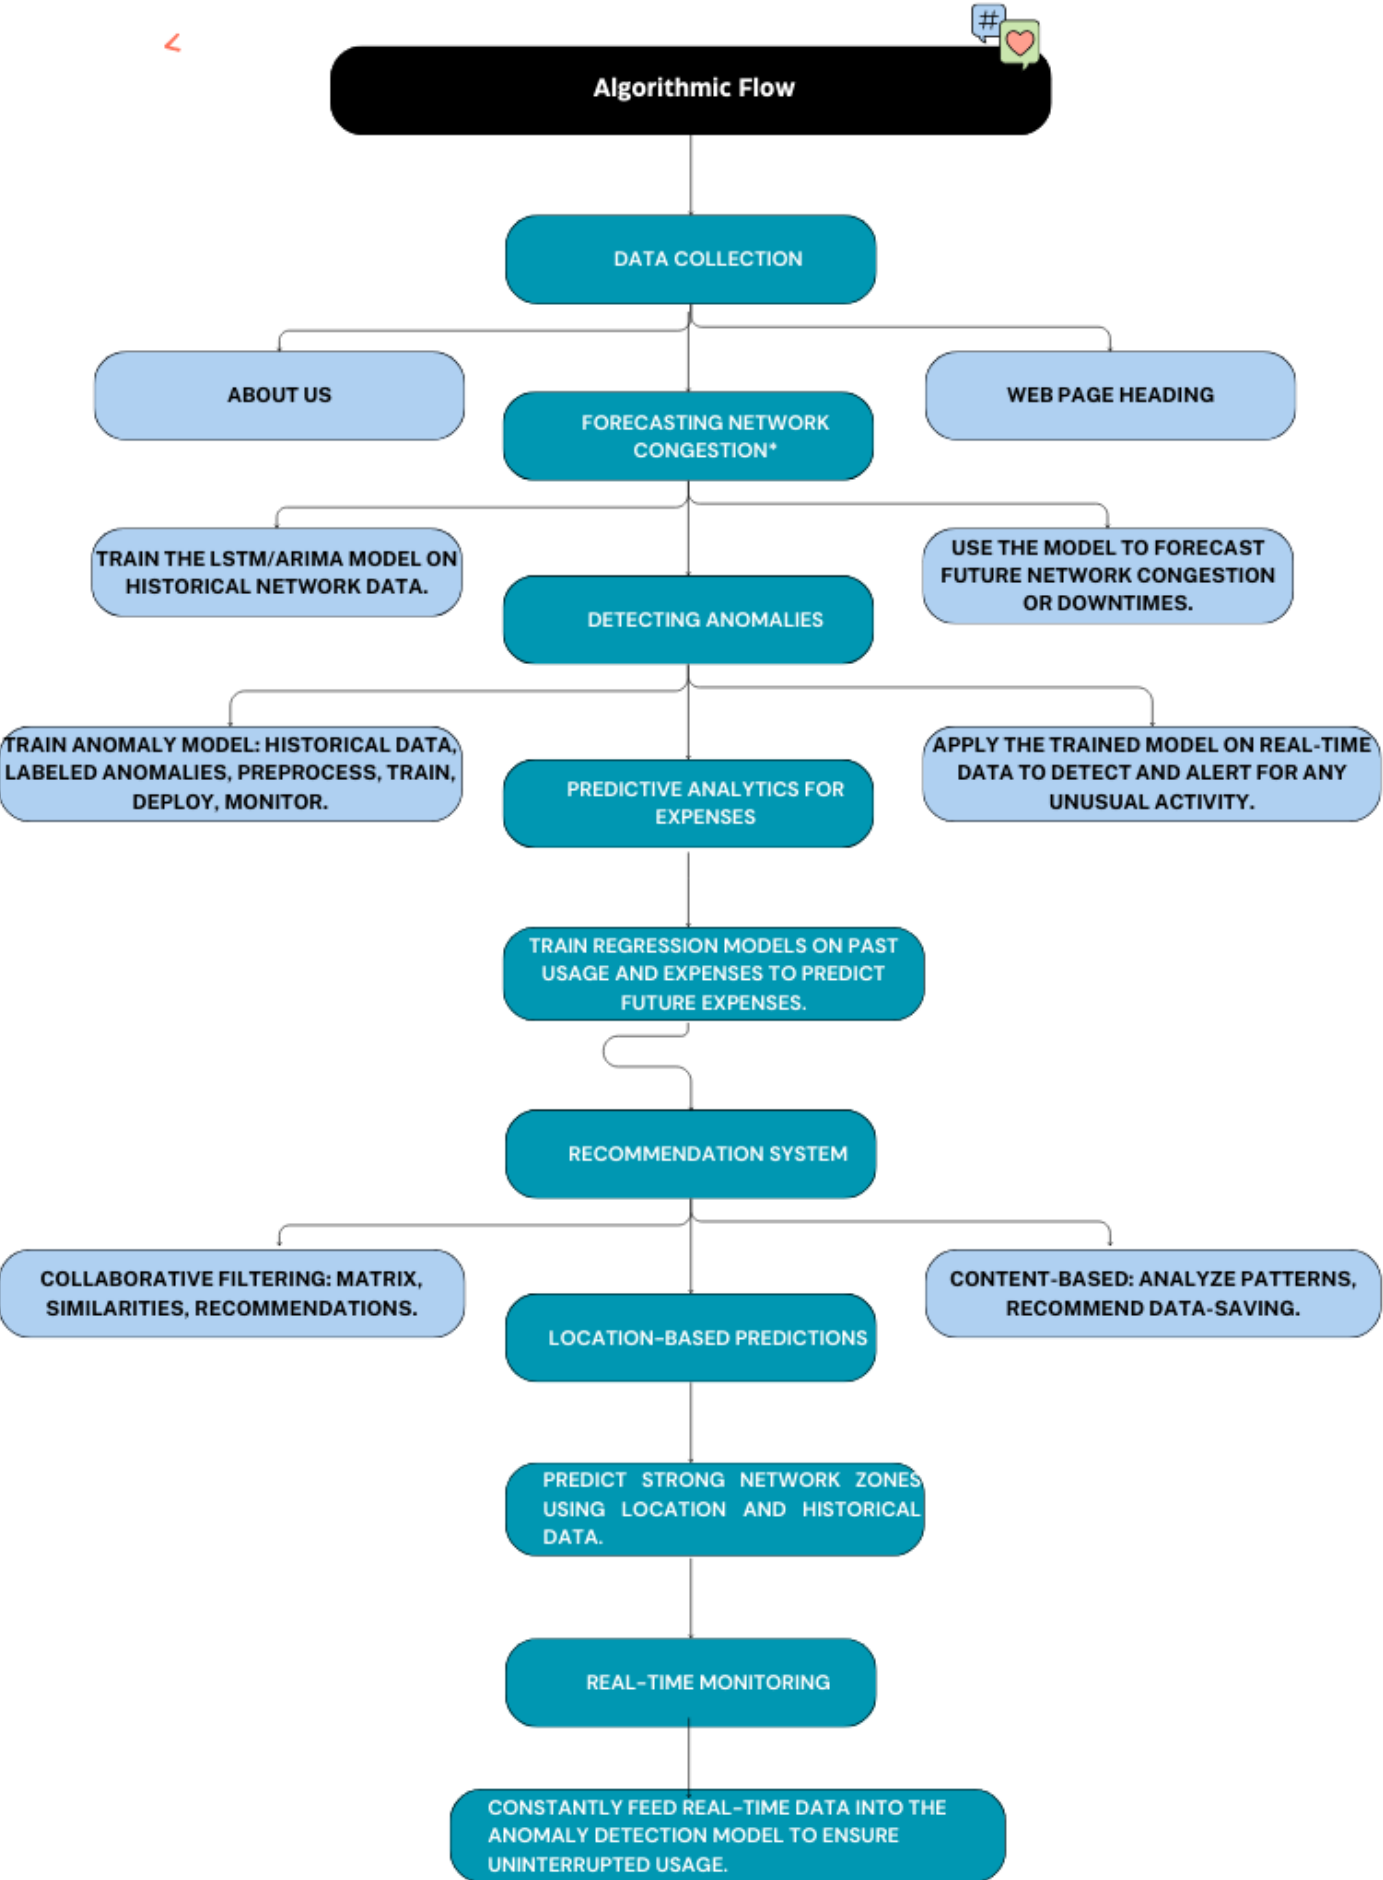 #
Algorithmic Flow
DATA COLLECTION
ABOUT US
WEB PAGE HEADING
FORECASTING NETWORK
CONGESTION*
TRAIN THE LSTM/ARIMA MODEL ON
HISTORICAL NETWORK DATA.
USE THE MODEL TO FORECAST
FUTURE NETWORK CONGESTION
OR DOWNTIMES.
DETECTING ANOMALIES
TRAIN ANOMALY MODEL: HISTORICAL DATA,
LABELED ANOMALIES, PREPROCESS, TRAIN,
DEPLOY, MONITOR.
APPLY THE TRAINED MODEL ON REAL-TIME
DATA TO DETECT AND ALERT FOR ANY
UNUSUAL ACTIVITY.
PREDICTIVE ANALYTICS FOR
EXPENSES
TRAIN REGRESSION MODELS ON PAST
USAGE AND EXPENSES TO PREDICT
FUTURE EXPENSES.
RECOMMENDATION SYSTEM
COLLABORATIVE FILTERING: MATRIX,
SIMILARITIES, RECOMMENDATIONS.
CONTENT-BASED: ANALYZE PATTERNS,
RECOMMEND DATA-SAVING.
LOCATION-BASED PREDICTIONS
PREDICT STRONG NETWORK ZONES
USING LOCATION AND HISTORICAL
DATA.
REAL-TIME MONITORING
CONSTANTLY FEED REAL-TIME DATA INTO THE
ANOMALY DETECTION MODEL TO ENSURE
UNINTERRUPTED USAGE.